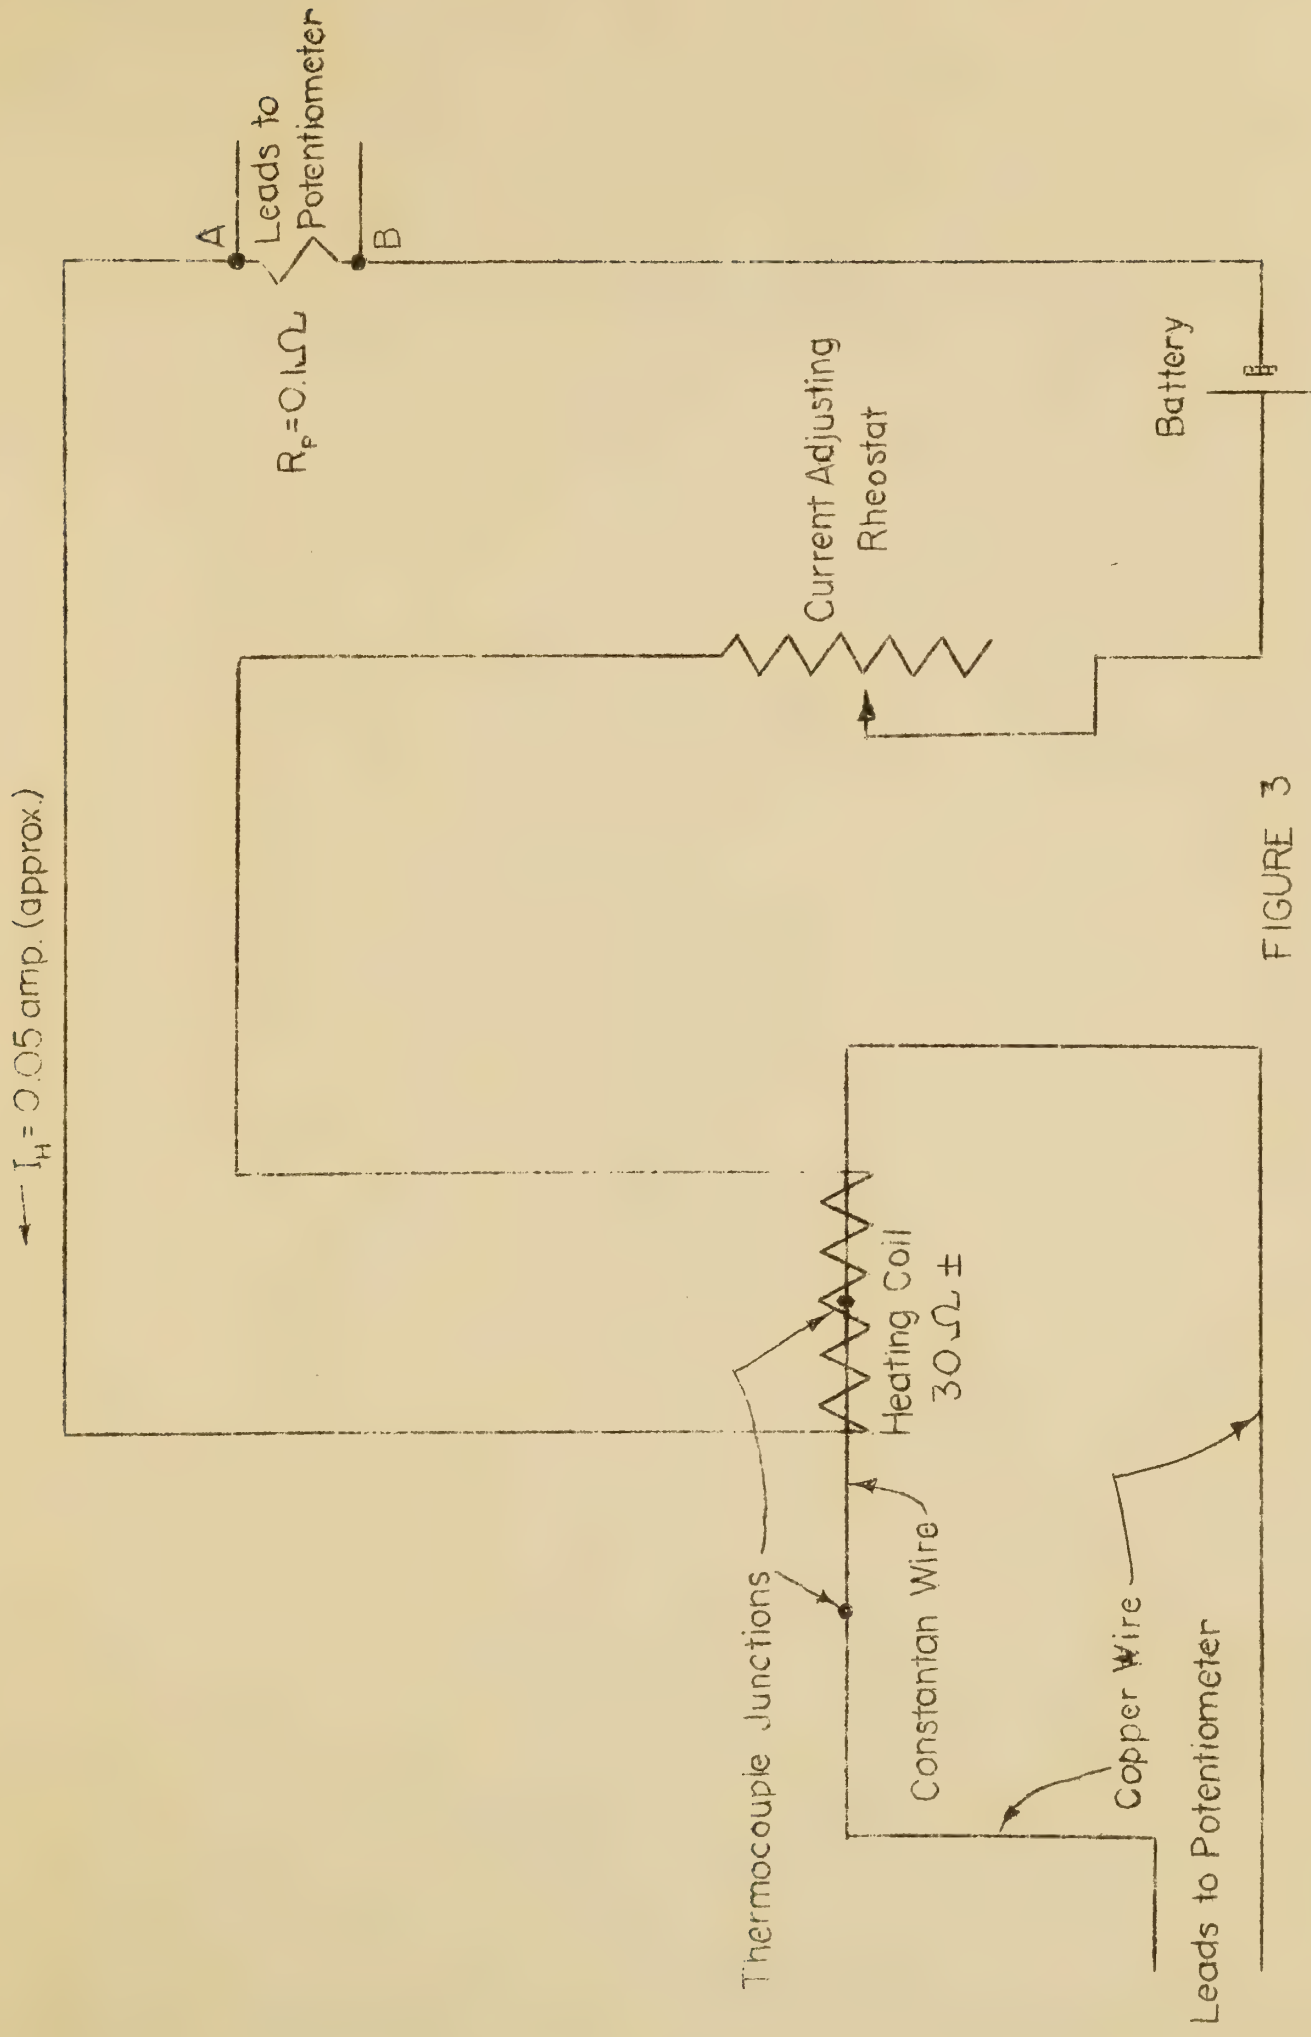 ← I_H = 0.05 amp. (approx.)
A
Leads to
Potentiometer
B
R_P=0.1Ω
Current Adjusting
Rheostat
Battery
Thermocouple Junctions
Heating Coil
30 Ω ±
Constantan Wire
Copper Wire
Leads to Potentiometer
FIGURE 3